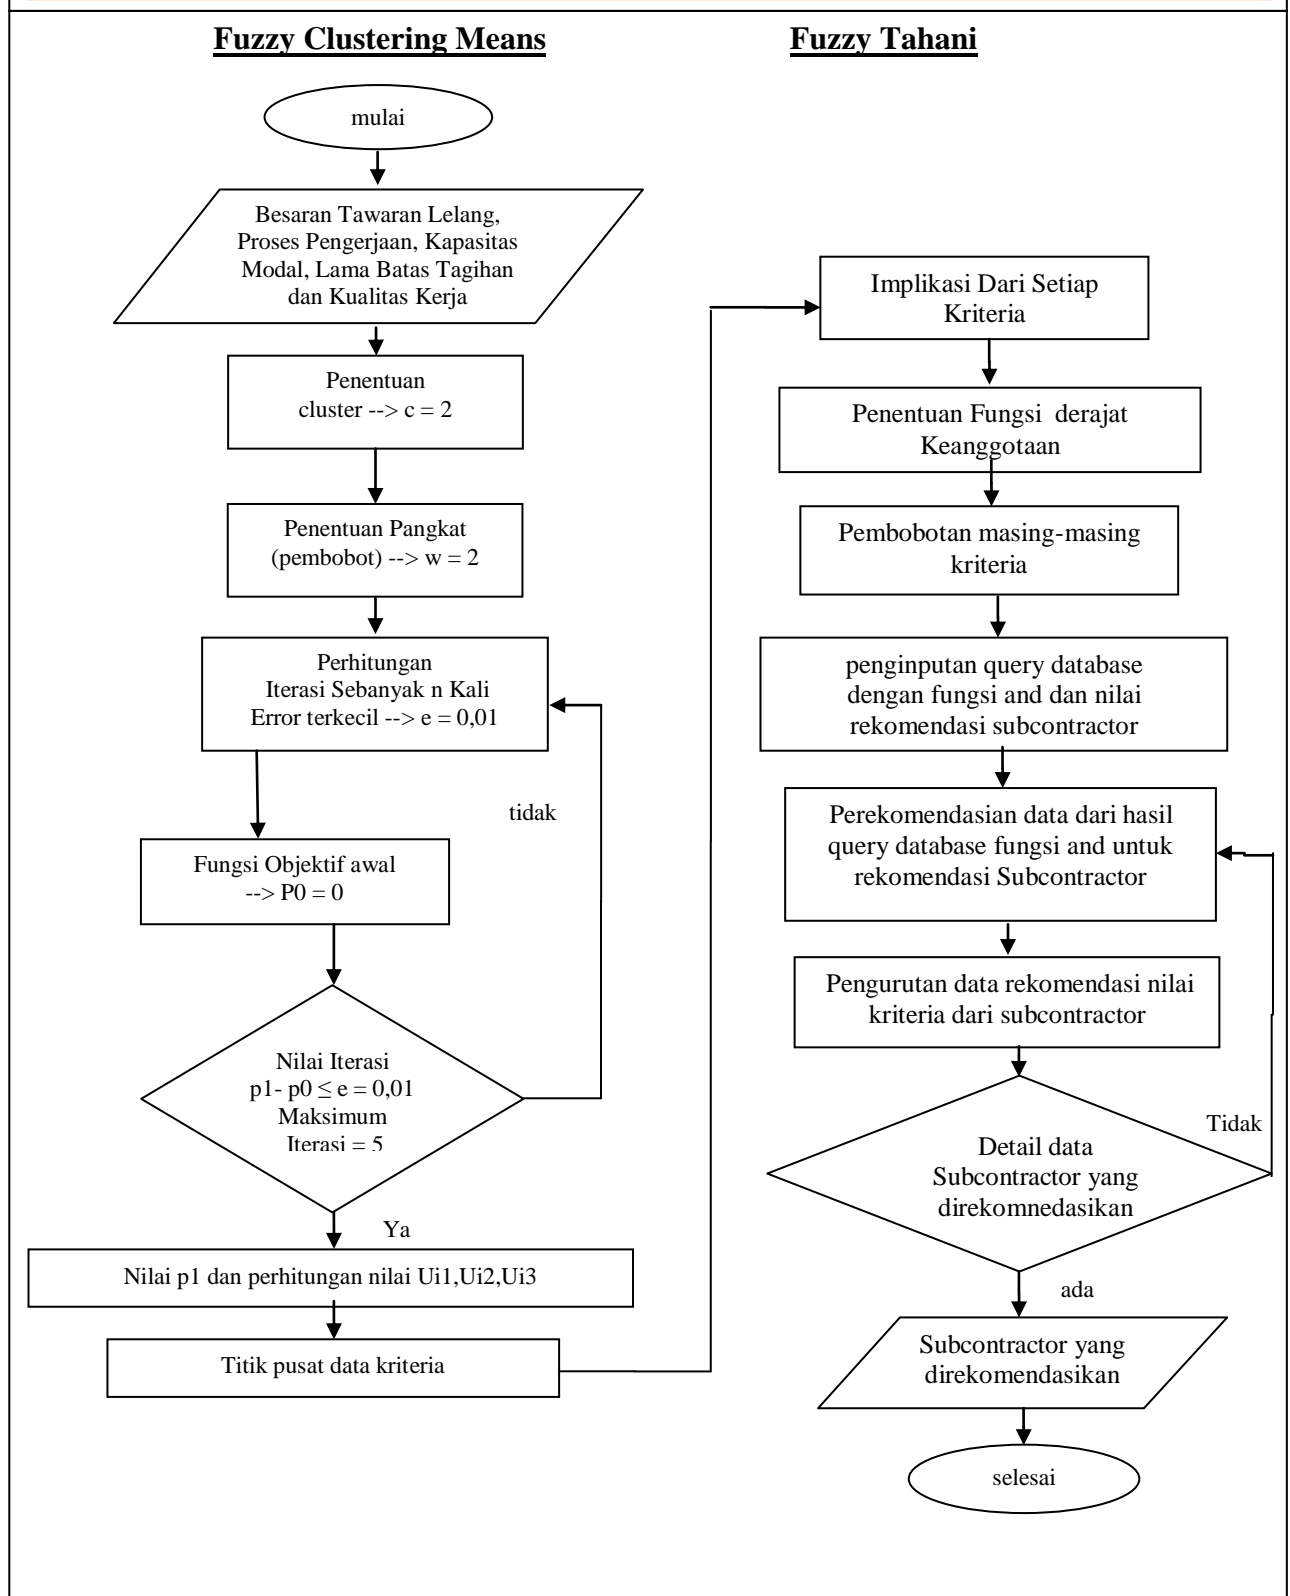 Fuzzy Clustering Means
mulai
Besaran Tawaran Lelang,
Proses Pengerjaan, Kapasitas
Modal, Lama Batas Tagihan
dan Kualitas Kerja
Penentuan
cluster --> c = 2
Penentuan Pangkat
(pembobot) --> w = 2
Perhitungan
Iterasi Sebanyak n Kali
Error terkecil --> e = 0,01
tidak
Fungsi Objektif awal
--> P0 = 0
Nilai Iterasi
p1- p0 ≤ e = 0,01
Maksimum
Iterasi = 5
Ya
Nilai p1 dan perhitungan nilai Ui1,Ui2,Ui3
Titik pusat data kriteria
Fuzzy Tahani
Implikasi Dari Setiap
Kriteria
Penentuan Fungsi derajat
Keanggotaan
Pembobotan masing-masing
kriteria
penginputan query database
dengan fungsi and dan nilai
rekomendasi subcontractor
Perekomendasian data dari hasil
query database fungsi and untuk
rekomendasi Subcontractor
Pengurutan data rekomendasi nilai
kriteria dari subcontractor
Tidak
Detail data
Subcontractor yang
direkomnedasikan
ada
Subcontractor yang
direkomendasikan
selesai